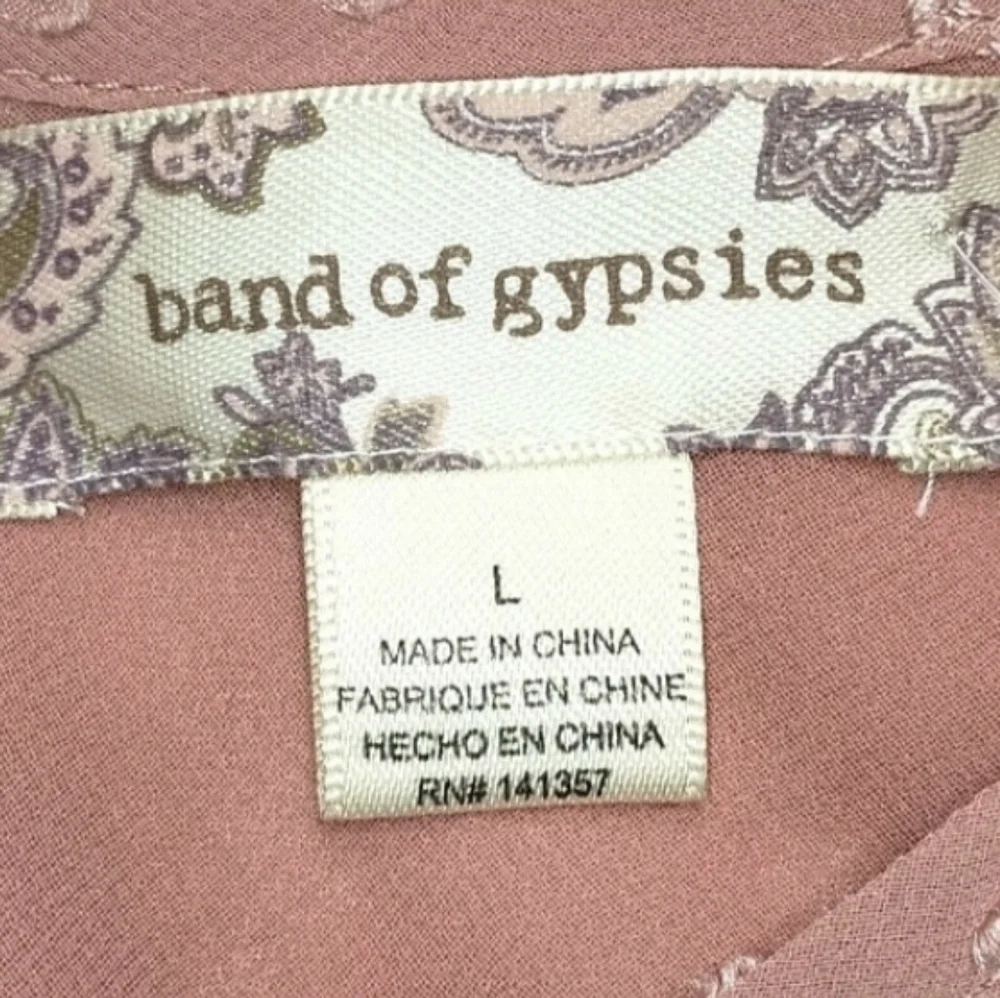 band of gypsies
L
MADE IN CHINA
FABRIQUE EN CHINE
HECHO EN CHINA
RN# 141357